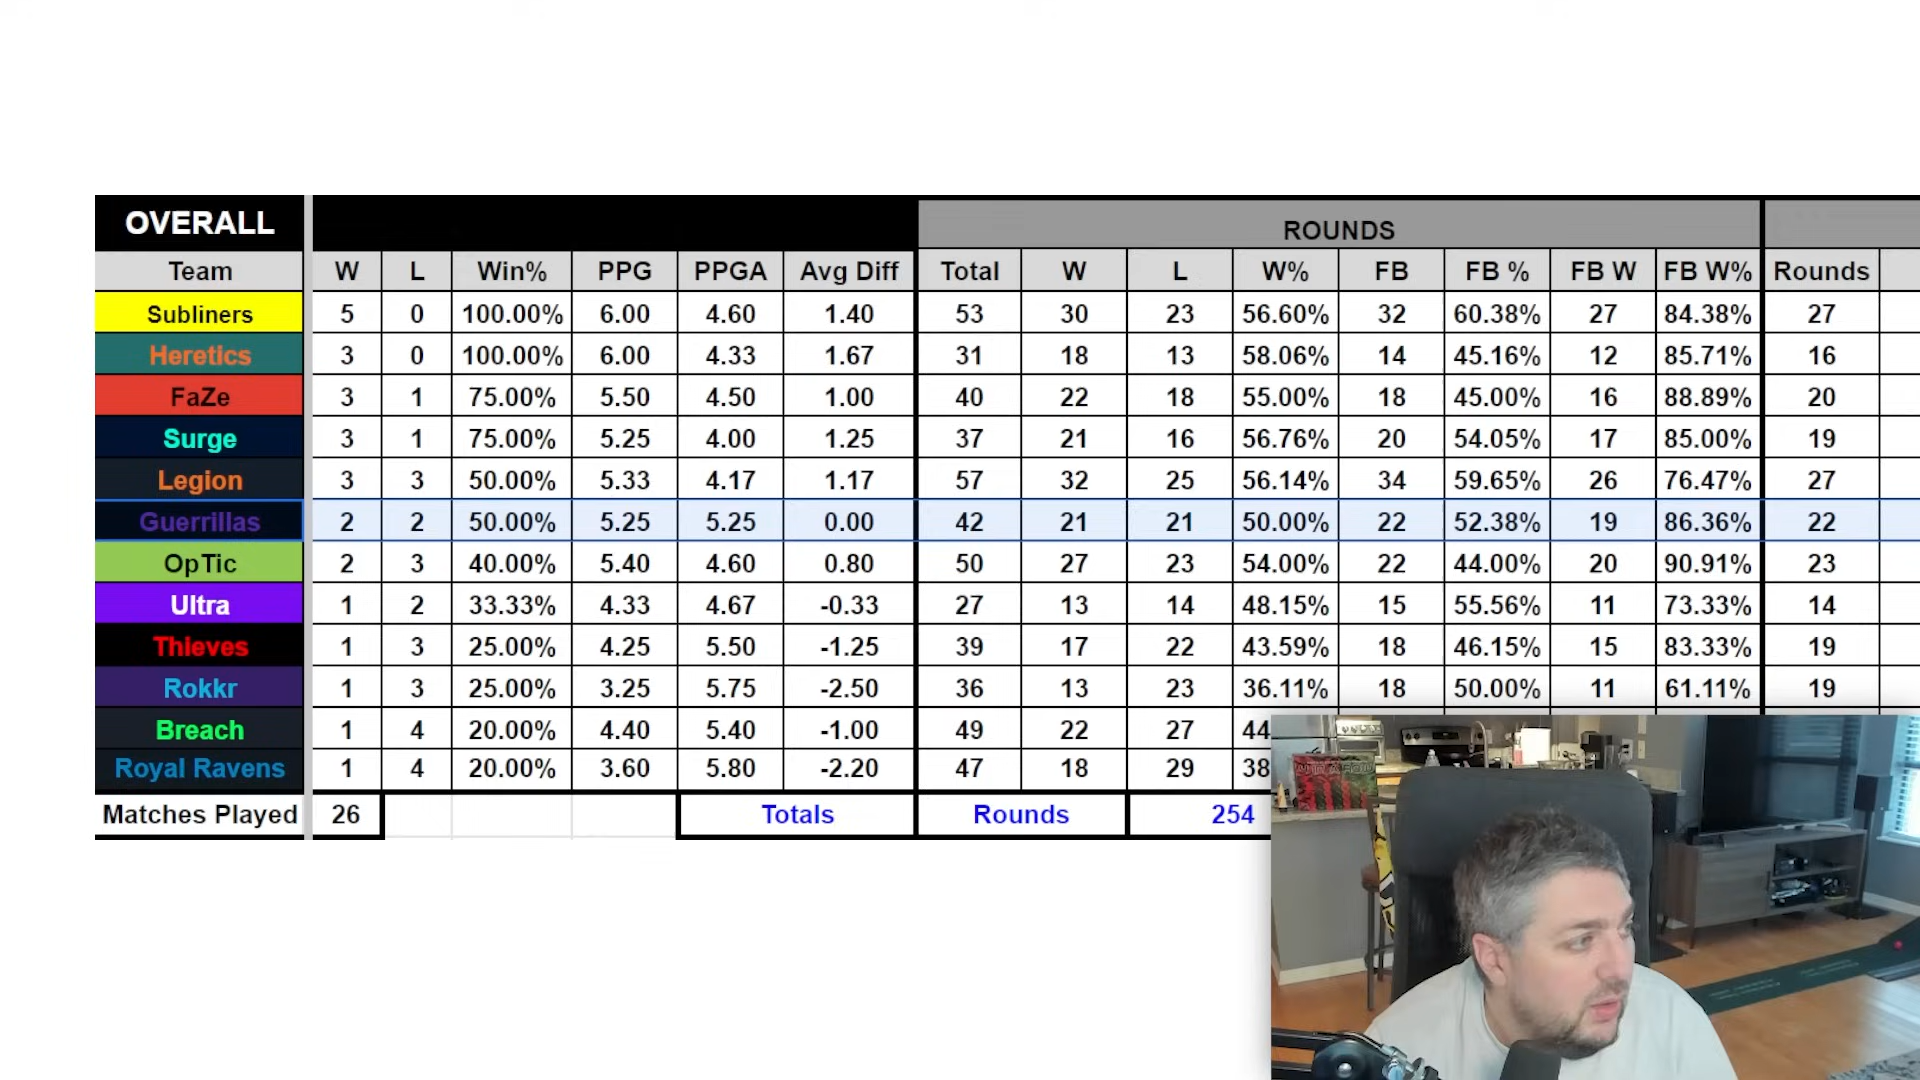 OVERALL ROUNDS
Team W L Win% PPG PPGA Avg Diff Total W L W% FB FB % FB W FB W% Rounds
Subliners 5 0 100.00% 6.00 4.60 1.40 53 30 23 56.60% 32 60.38% 27 84.38% 27
Heretics 3 0 100.00% 6.00 4.33 1.67 31 18 13 58.06% 14 45.16% 12 85.71% 16
FaZe 3 1 75.00% 5.50 4.50 1.00 40 22 18 55.00% 18 45.00% 16 88.89% 20
Surge 3 1 75.00% 5.25 4.00 1.25 37 21 16 56.76% 20 54.05% 17 85.00% 19
Legion 3 3 50.00% 5.33 4.17 1.17 57 32 25 56.14% 34 59.65% 26 76.47% 27
Guerrillas 2 2 50.00% 5.25 5.25 0.00 42 21 21 50.00% 22 52.38% 19 86.36% 22
OpTic 2 3 40.00% 5.40 4.60 0.80 50 27 23 54.00% 22 44.00% 20 90.91% 23
Ultra 1 2 33.33% 4.33 4.67 -0.33 27 13 14 48.15% 15 55.56% 11 73.33% 14
Thieves 1 3 25.00% 4.25 5.50 -1.25 39 17 22 43.59% 18 46.15% 15 83.33% 19
Rokkr 1 3 25.00% 3.25 5.75 -2.50 36 13 23 36.11% 18 50.00% 11 61.11% 19
Breach 1 4 20.00% 4.40 5.40 -1.00 49 22 27 44
Royal Ravens 1 4 20.00% 3.60 5.80 -2.20 47 18 29 38
Matches Played 26 Totals Rounds 254